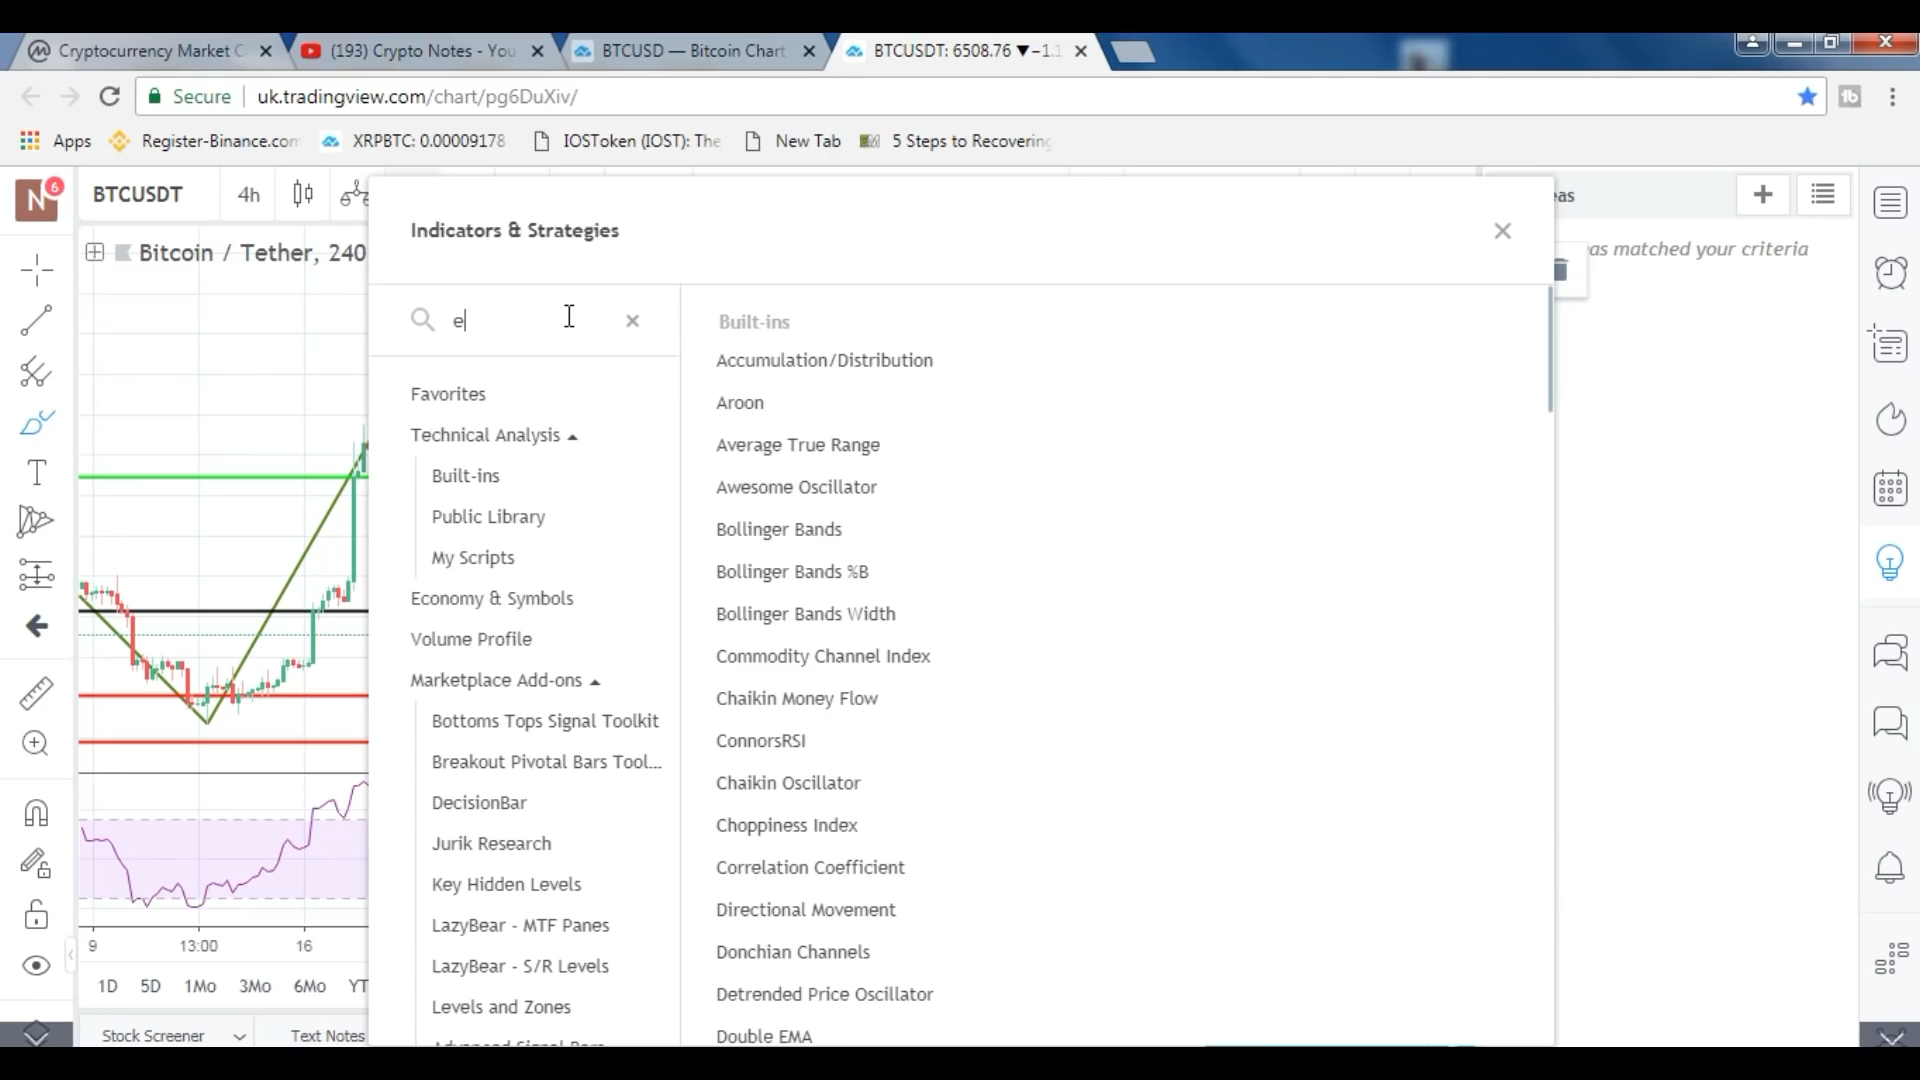 Cryptocurrency Market C
(193) Crypto Notes - You
BTCUSD — Bitcoin Chart
BTCUSDT: 6508.76 ▼−1.1
Secure
uk.tradingview.com/chart/pg6DuXiv/
Apps
Register-Binance.com
XRPBTC: 0.00009178
IOSToken (IOST): The
New Tab
5 Steps to Recovering
N
6
BTCUSDT
4h
eas
Bitcoin / Tether, 240
as matched your criteria
Indicators & Strategies
e
Favorites
Technical Analysis
Built-ins
Public Library
My Scripts
Economy & Symbols
Volume Profile
Marketplace Add-ons
Bottoms Tops Signal Toolkit
Breakout Pivotal Bars Tool...
DecisionBar
Jurik Research
Key Hidden Levels
LazyBear - MTF Panes
LazyBear - S/R Levels
Levels and Zones
Advanced Signal Bars
Built-ins
Accumulation/Distribution
Aroon
Average True Range
Awesome Oscillator
Bollinger Bands
Bollinger Bands %B
Bollinger Bands Width
Commodity Channel Index
Chaikin Money Flow
ConnorsRSI
Chaikin Oscillator
Choppiness Index
Correlation Coefficient
Directional Movement
Donchian Channels
Detrended Price Oscillator
Double EMA
9
13:00
16
1D
5D
1Mo
3Mo
6Mo
YT
Stock Screener
Text Notes